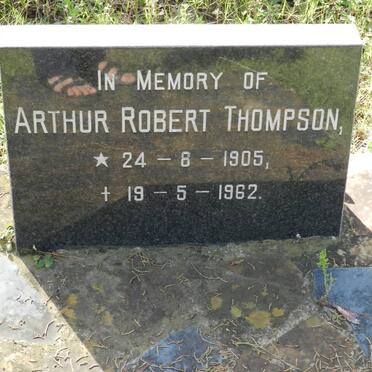 IN MEMORY OF
ARTHUR ROBERT THOMPSON,
★ 24 – 8 – 1905,
† 19 – 5 – 1962.